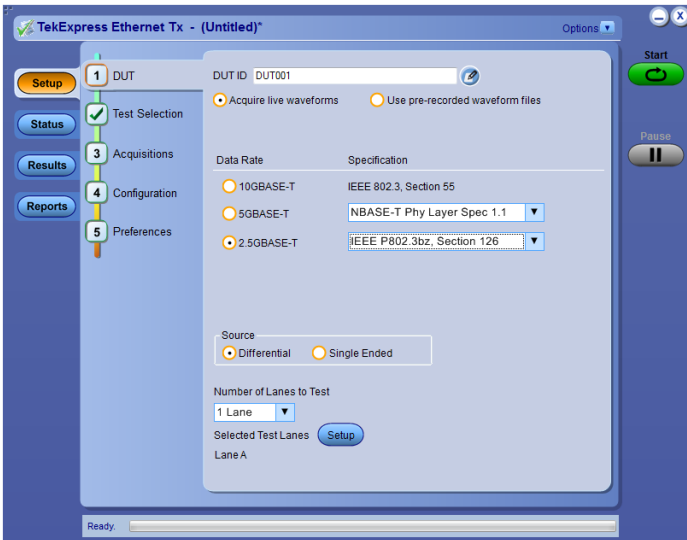 TekExpress Ethernet Tx - (Untitled)*
Options
Start
Pause
Setup
Status
Results
Reports
1 DUT
Test Selection
3 Acquisitions
4 Configuration
5 Preferences
DUT ID DUT001
Acquire live waveforms Use pre-recorded waveform files
Data Rate Specification
10GBASE-T IEEE 802.3, Section 55
5GBASE-T NBASE-T Phy Layer Spec 1.1
2.5GBASE-T IEEE P802.3bz, Section 126
Source
Differential Single Ended
Number of Lanes to Test
1 Lane
Selected Test Lanes Setup
Lane A
Ready.